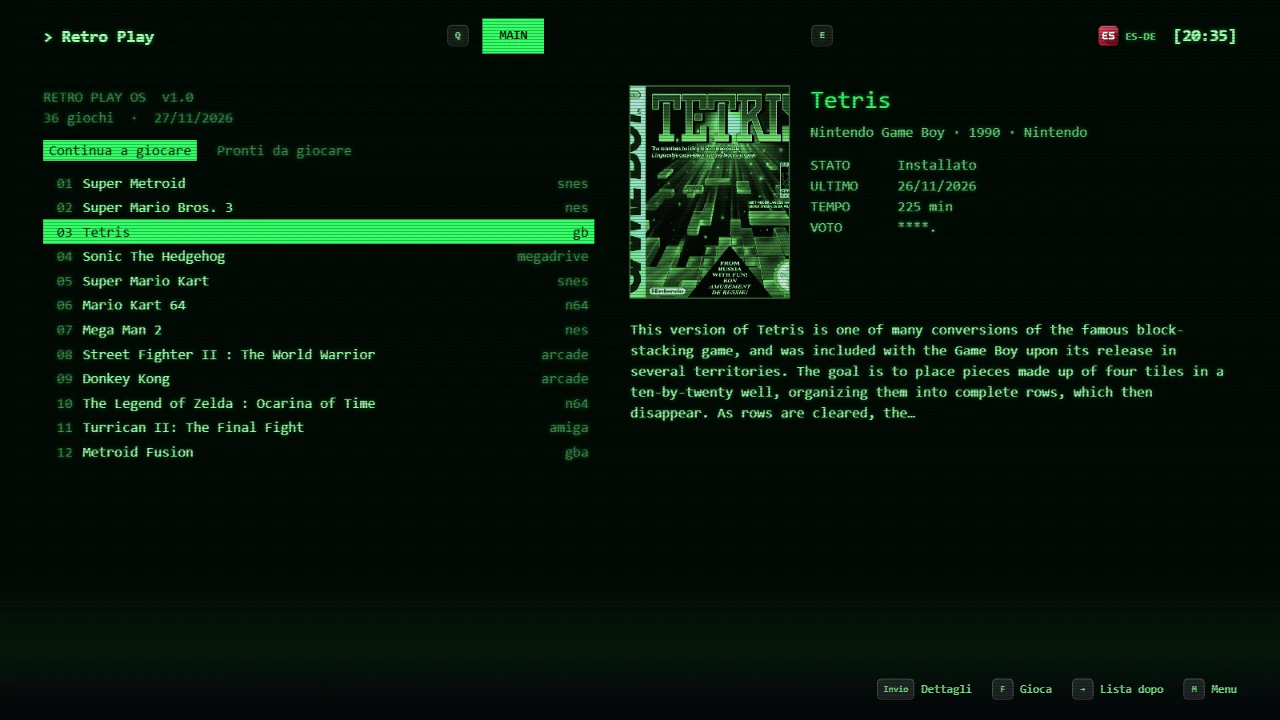 > Retro Play
Q
MAIN
E
ES
ES-DE
[20:35]
RETRO PLAY OS v1.0
36 giochi · 27/11/2026
Continua a giocare
Pronti da giocare
01 Super Metroid snes
02 Super Mario Bros. 3 nes
03 Tetris gb
04 Sonic The Hedgehog megadrive
05 Super Mario Kart snes
06 Mario Kart 64 n64
07 Mega Man 2 nes
08 Street Fighter II : The World Warrior arcade
09 Donkey Kong arcade
10 The Legend of Zelda : Ocarina of Time n64
11 Turrican II: The Final Fight amiga
12 Metroid Fusion gba
TETRIS
FROM
RUSSIA
WITH FUN!
BON
AMUSEMENT
DE RUSSIE!
Nintendo
Tetris
Nintendo Game Boy · 1990 · Nintendo
STATO Installato
ULTIMO 26/11/2026
TEMPO 225 min
VOTO ****.
This version of Tetris is one of many conversions of the famous block-
stacking game, and was included with the Game Boy upon its release in
several territories. The goal is to place pieces made up of four tiles in a
ten-by-twenty well, organizing them into complete rows, which then
disappear. As rows are cleared, the…
Invio Dettagli
F Gioca
→ Lista dopo
M Menu